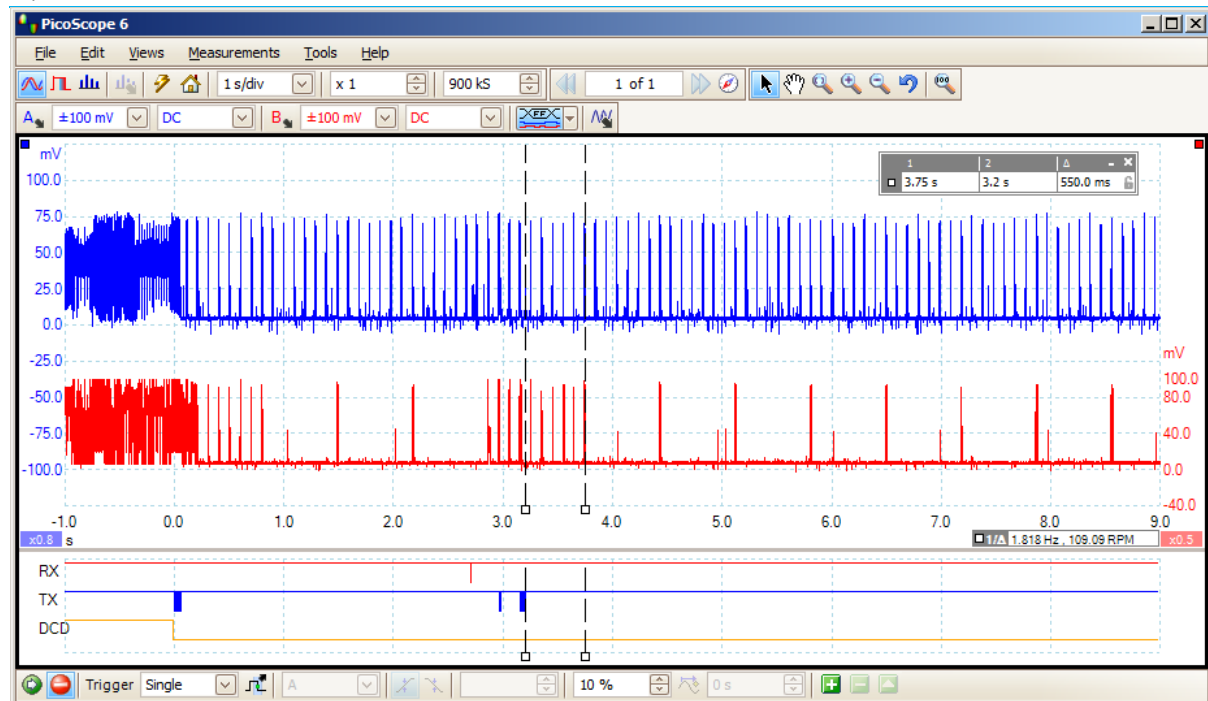 PicoScope 6
File Edit Views Measurements Tools Help
1 s/div x 1 900 kS 1 of 1
A ±100 mV DC B ±100 mV DC
mV
1 2 Δ
3.75 s 3.2 s 550.0 ms
100.0
75.0
50.0
25.0
0.0
-25.0
-50.0
-75.0
-100.0
mV
100.0
80.0
40.0
0.0
-40.0
-1.0 0.0 1.0 2.0 3.0 4.0 5.0 6.0 7.0 8.0 9.0
x0.8 s 1/Δ 1.818 Hz , 109.09 RPM x0.5
RX
TX
DCD
Trigger Single A 10 % 0 s